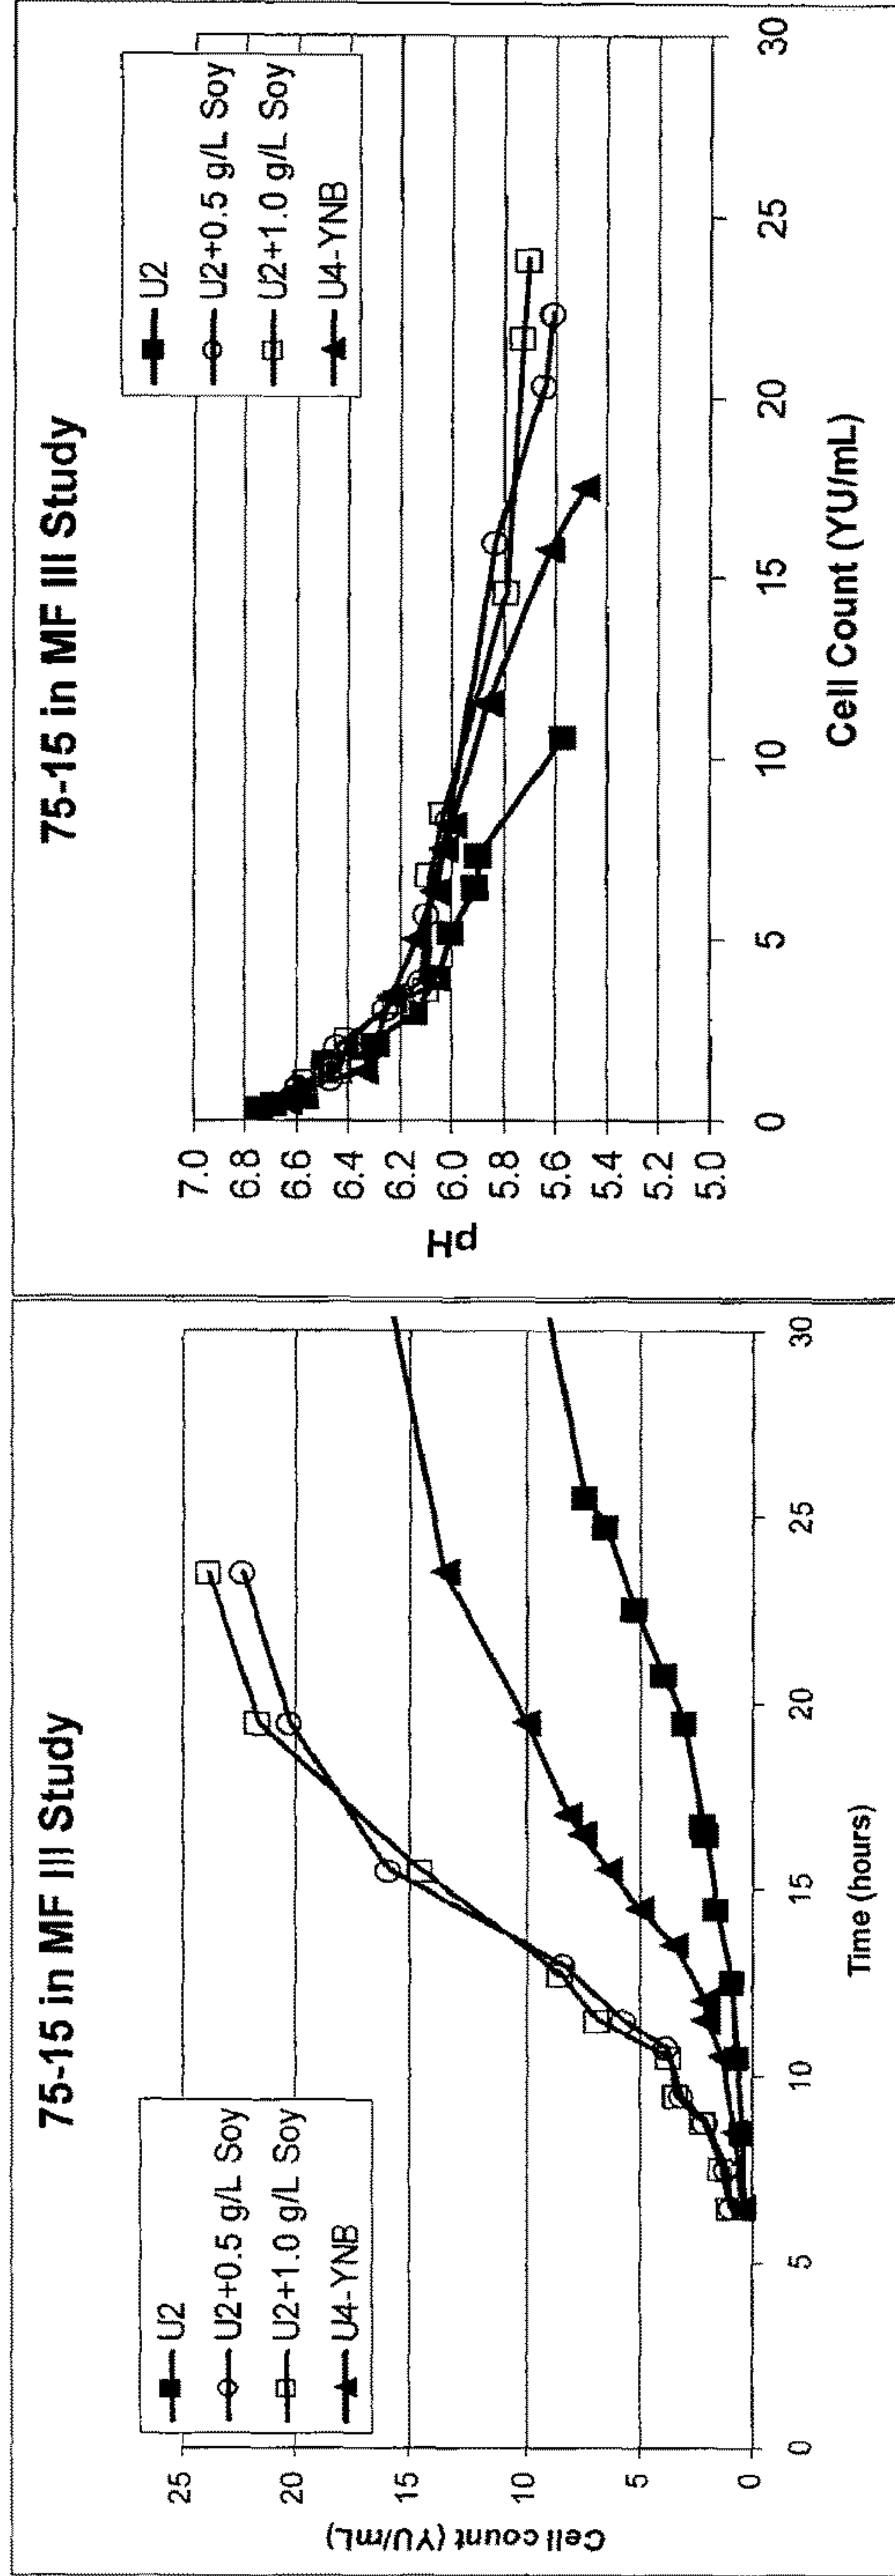 75-15 in MF III Study
U2
U2+0.5 g/L Soy
U2+1.0 g/L Soy
U4-YNB
25
20
15
10
5
0
Cell count (YU/mL)
0
5
10
15
20
25
30
Time (hours)
75-15 in MF III Study
U2
U2+0.5 g/L Soy
U2+1.0 g/L Soy
U4-YNB
7.0
6.8
6.6
6.4
6.2
6.0
5.8
5.6
5.4
5.2
5.0
pH
0
5
10
15
20
25
30
Cell Count (YU/mL)